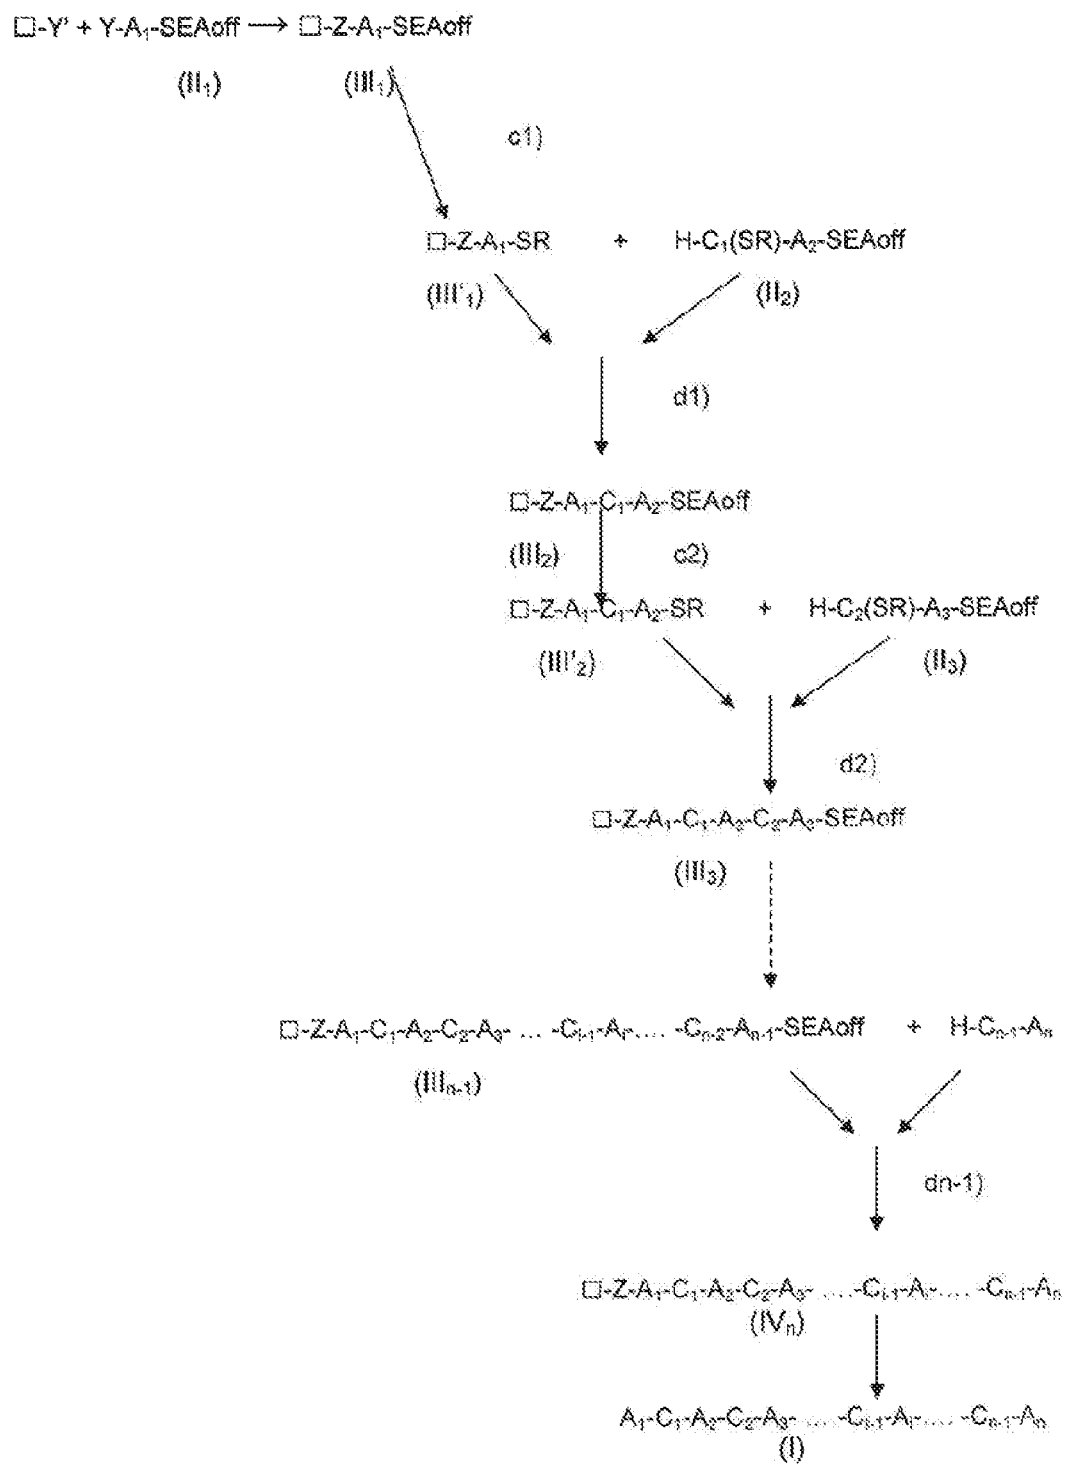 □-Y' + Y-A₁-SEAoff → □-Z-A₁-SEAoff
(II₁) (III₁)
c1)
□-Z-A₁-SR + H-C₁(SR)-A₂-SEAoff
(III'₁) (II₂)
d1)
□-Z-A₁-C₁-A₂-SEAoff
(III₂) c2)
□-Z-A₁-C₁-A₂-SR + H-C₂(SR)-A₃-SEAoff
(III'₂) (II₃)
d2)
□-Z-A₁-C₁-A₂-C₂-A₃-SEAoff
(III₃)
□-Z-A₁-C₁-A₂-C₂-A₃- ... -Cᵢ₋₁-Aᵢ-.... -Cₙ₋₂-Aₙ₋₁-SEAoff + H-Cₙ₋₁-Aₙ
(IIIₙ₋₁)
dn-1)
□-Z-A₁-C₁-A₂-C₂-A₃- .....-Cᵢ₋₁-Aᵢ-.... -Cₙ₋₁-Aₙ
(IVₙ)
A₁-C₁-A₂-C₂-A₃- .....-Cᵢ₋₁-Aᵢ-.... -Cₙ₋₁-Aₙ
(I)